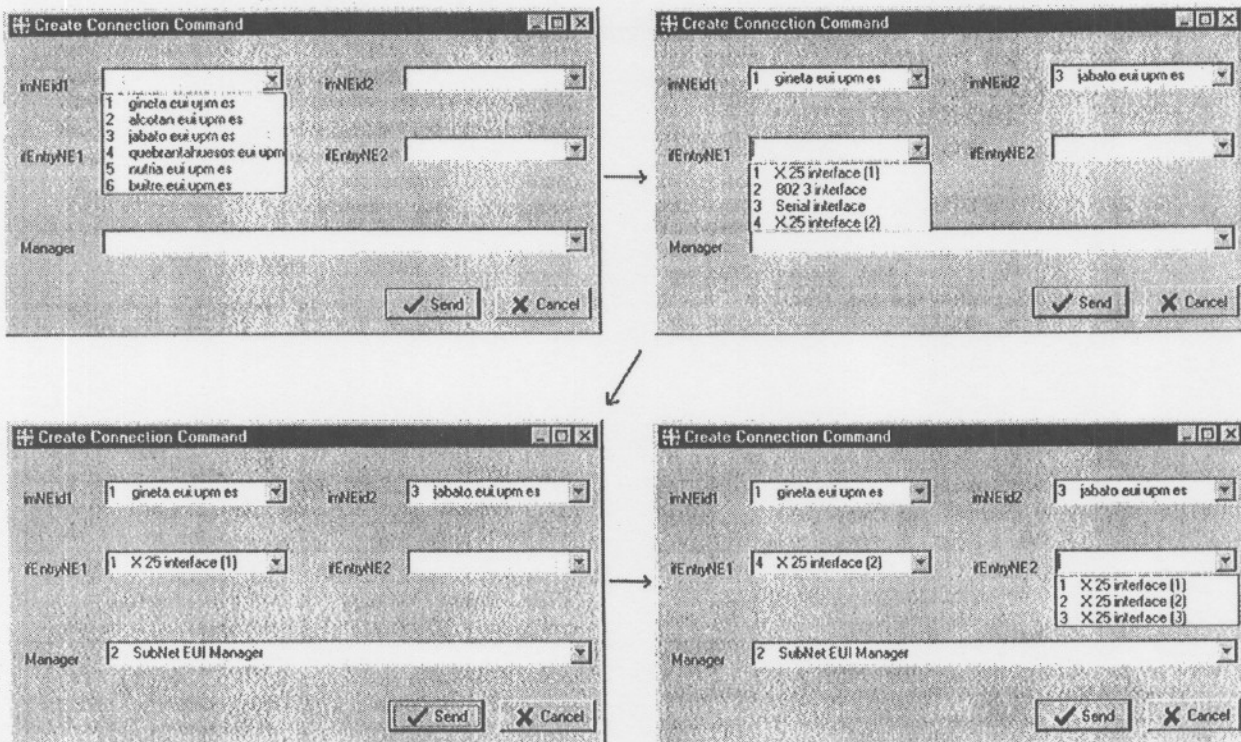 Create Connection Command
imNEid1
imNEid2
1 gineta eui upm es
2 alcotan eui upm es
3 jabato eui upm es
4 quebrantahuesos eui upm
5 nutria eui upm es
6 buitre eui upm es
ifEntryNE1
ifEntryNE2
Manager
Send
Cancel
Create Connection Command
imNEid1
1 gineta eui upm es
imNEid2
3 jabato eui upm es
ifEntryNE1
ifEntryNE2
1 X 25 interface (1)
2 802 3 interface
3 Serial interface
4 X 25 interface (2)
Manager
Send
Cancel
Create Connection Command
imNEid1
1 gineta eui upm es
imNEid2
3 jabato eui upm es
ifEntryNE1
1 X 25 interface (1)
ifEntryNE2
Manager
2 SubNet EUI Manager
Send
Cancel
Create Connection Command
imNEid1
1 gineta eui upm es
imNEid2
3 jabato eui upm es
ifEntryNE1
4 X 25 interface (2)
ifEntryNE2
1 X 25 interface (1)
2 X 25 interface (2)
3 X 25 interface (3)
Manager
2 SubNet EUI Manager
Send
Cancel